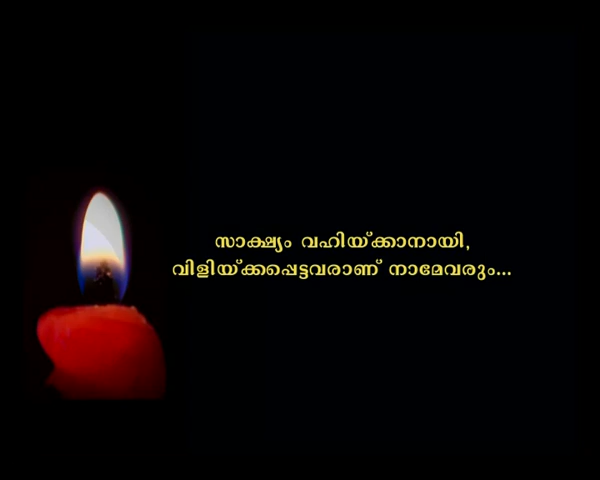 സാക്ഷ്യം വഹിയ്ക്കാനായി,
വിളിയ്ക്കപ്പെട്ടവരാണ് നാമേവരും...